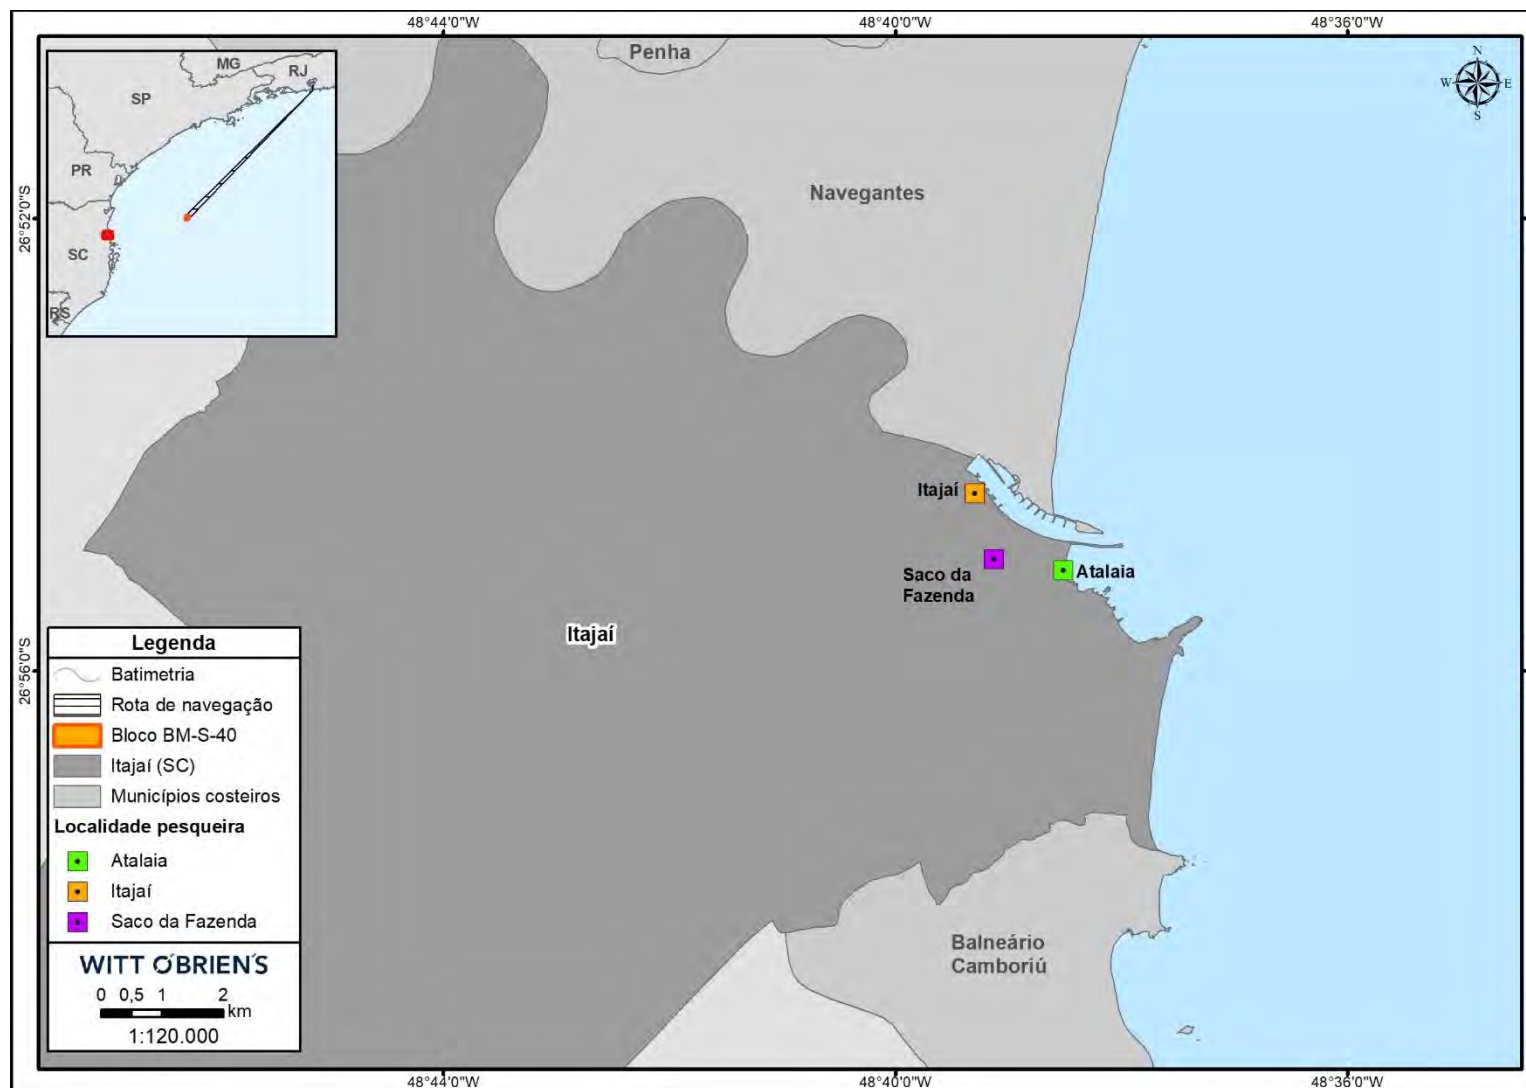 48°44'0"W
48°40'0"W
48°36'0"W
MG
RJ
SP
PR
SC
RS
Penha
N
W
E
S
Navegantes
26°52'0"S
Itajaí
Saco da
Fazenda
Atalaia
Itajaí
26°56'0"S
Legenda
Batimetria
Rota de navegação
Bloco BM-S-40
Itajaí (SC)
Municípios costeiros
Localidade pesqueira
Atalaia
Itajaí
Saco da Fazenda
WITT O'BRIEN'S
0 0,5 1 2
km
1:120.000
Balneário
Camboriú
48°44'0"W
48°40'0"W
48°36'0"W